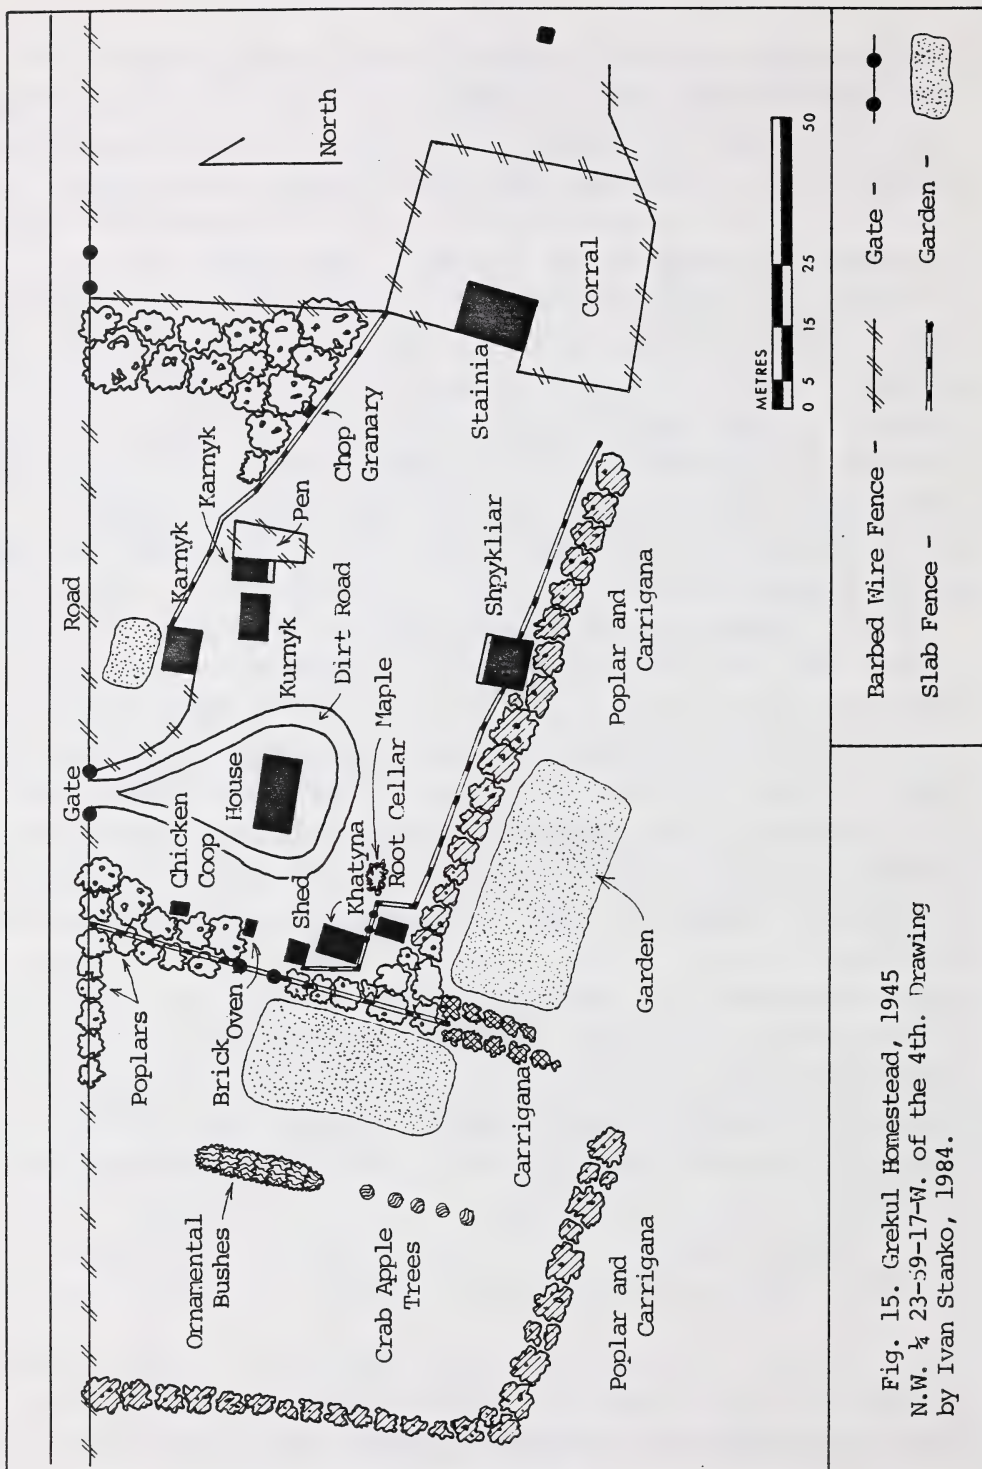 Road
Gate
North
Poplars
Chicken
Coop
House
Karnyk
Karnyk
Kurnyk
Pen
Dirt Road
Chop
Granary
Brick Oven
Shed
Khatyna
Root Cellar
Maple
Stainia
Corral
Shpykliar
Ornamental
Bushes
Crab Apple
Trees
Carrigana
Garden
Poplar and
Carrigana
Poplar and
Carrigana
METRES
0 5 15 25 50
Fig. 15. Grekul Homestead, 1945
N.W. ¼ 23-59-17-W. of the 4th. Drawing
by Ivan Stanko, 1984.
Barbed Wire Fence -
Gate -
Slab Fence -
Garden -